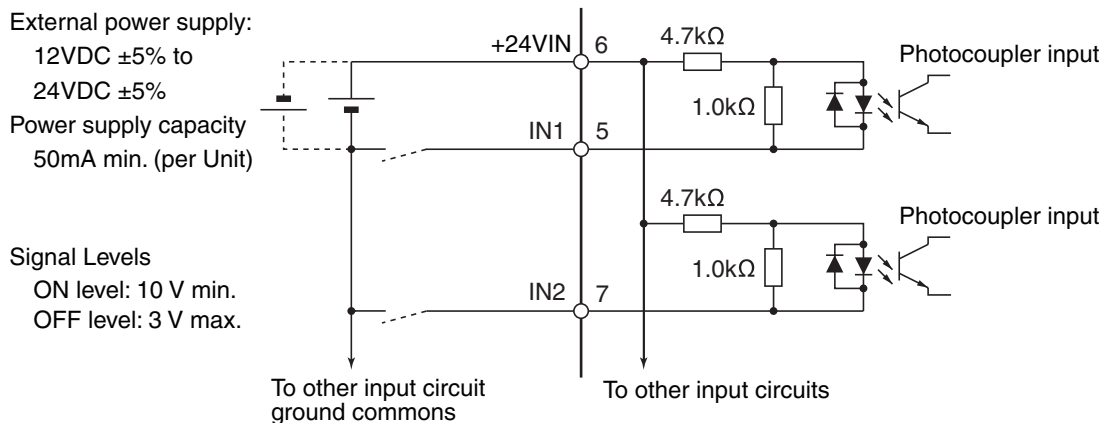 External power supply:
12VDC ±5% to
24VDC ±5%
Power supply capacity
50mA min. (per Unit)
Signal Levels
ON level: 10 V min.
OFF level: 3 V max.
+24VIN 6
4.7kΩ
1.0kΩ
Photocoupler input
IN1 5
4.7kΩ
1.0kΩ
Photocoupler input
IN2 7
To other input circuit
ground commons
To other input circuits